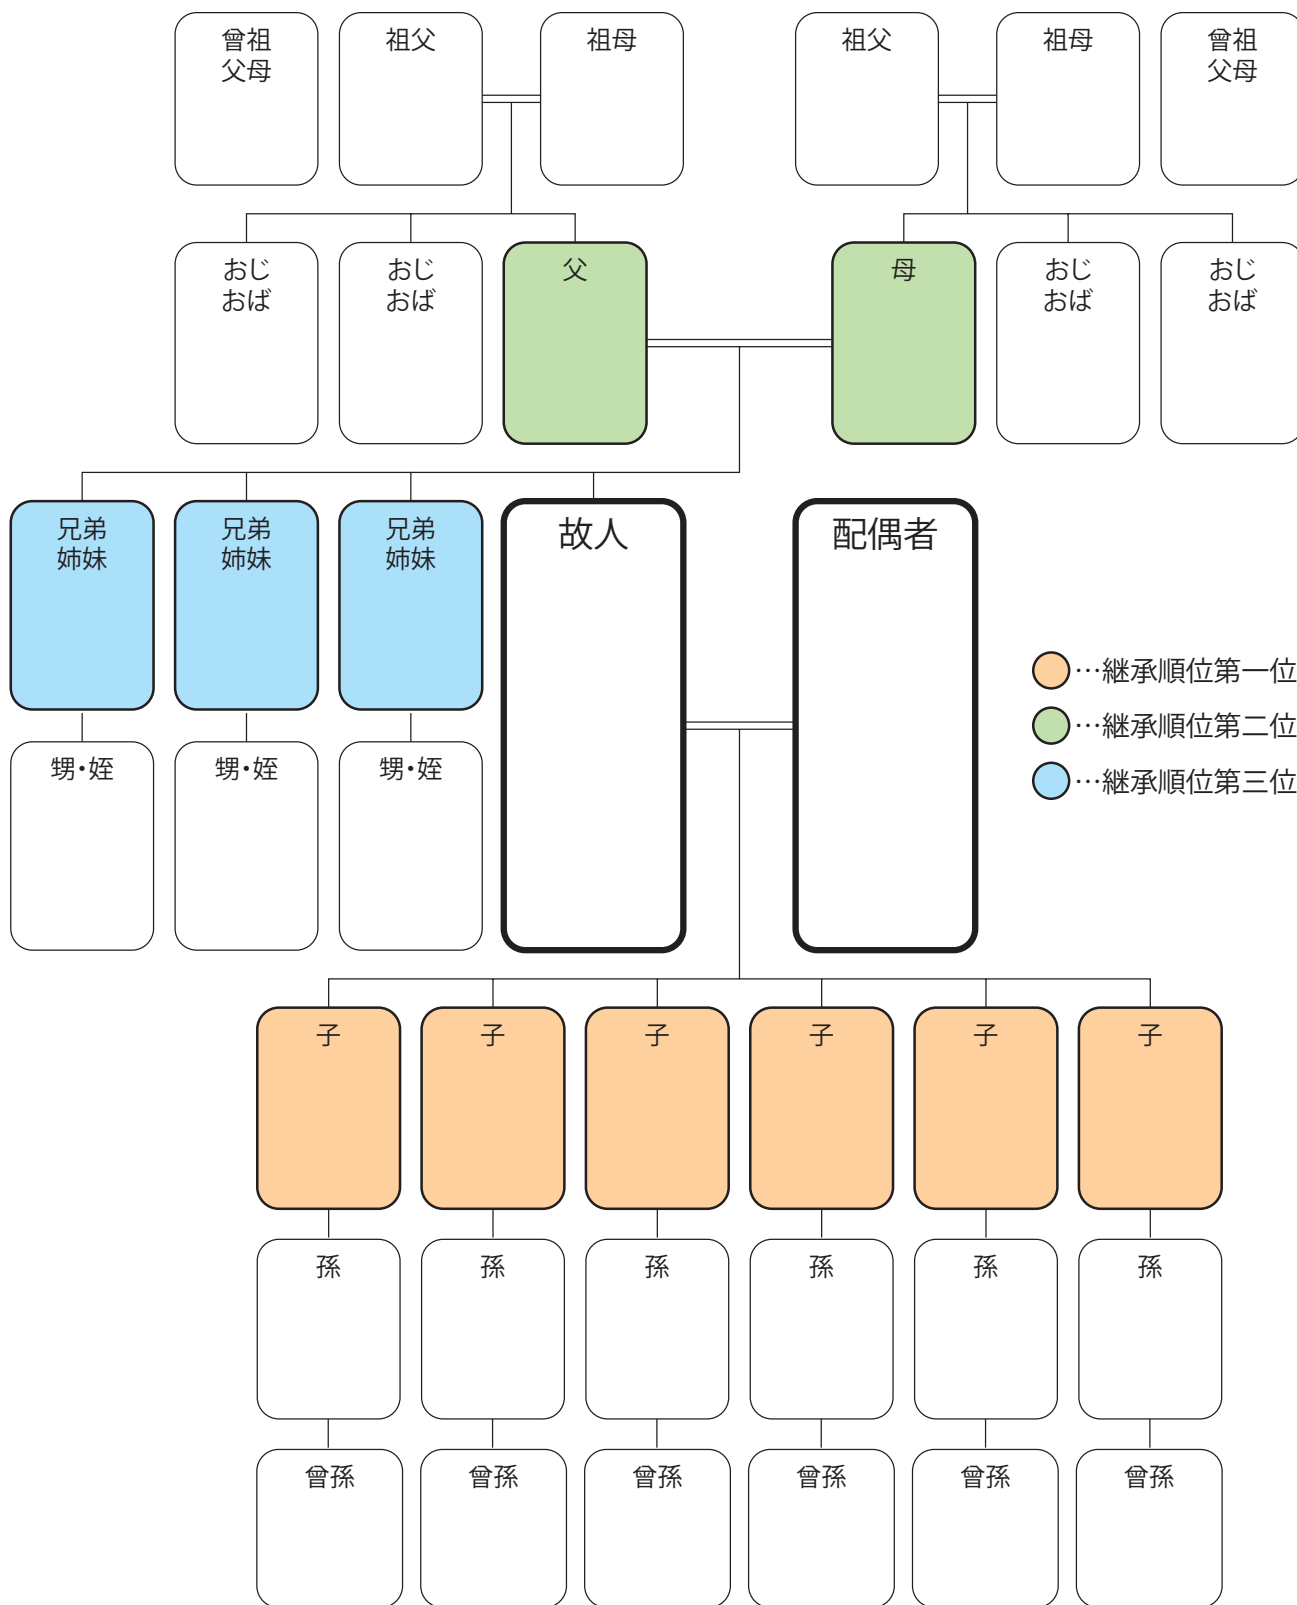 曾祖
父母
祖父
祖母
祖父
祖母
曾祖
父母
おじ
おば
おじ
おば
父
母
おじ
おば
おじ
おば
兄弟
姉妹
兄弟
姉妹
兄弟
姉妹
故人
配偶者
…継承順位第一位
…継承順位第二位
…継承順位第三位
甥・姪
甥・姪
甥・姪
子
子
子
子
子
子
孫
孫
孫
孫
孫
孫
曾孫
曾孫
曾孫
曾孫
曾孫
曾孫